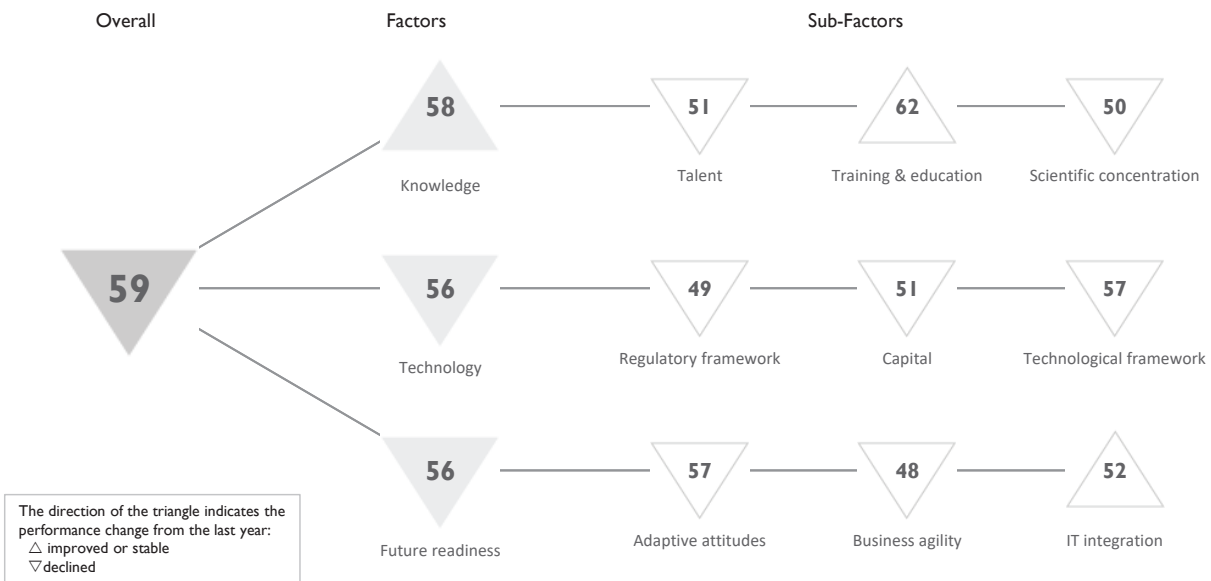 Overall Factors Sub-Factors
58 51 62 50
Knowledge Talent Training & education Scientific concentration
59 56 49 51 57
Technology Regulatory framework Capital Technological framework
56 57 48 52
Future readiness Adaptive attitudes Business agility IT integration
The direction of the triangle indicates the
performance change from the last year:
△ improved or stable
▽ declined